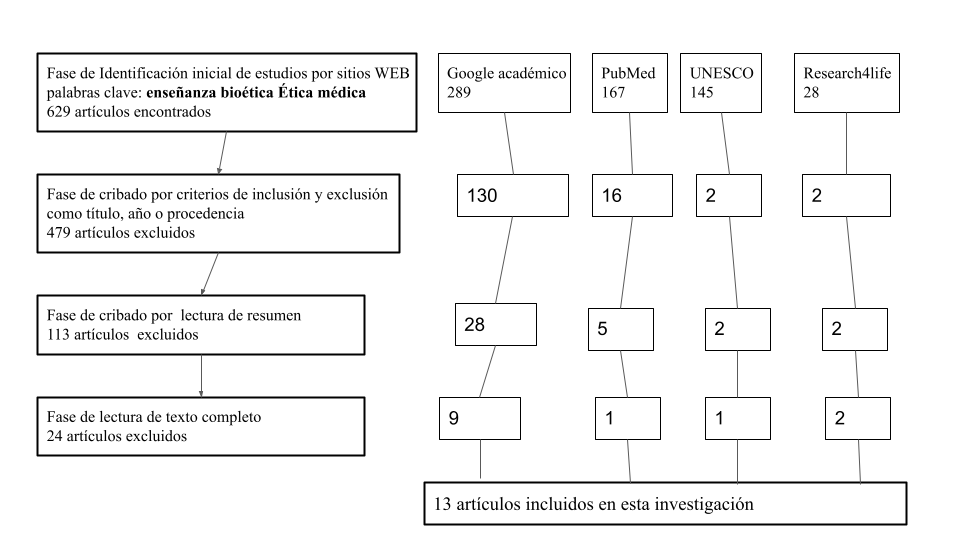 Fase de Identificación inicial de estudios por sitios WEB
palabras clave: enseñanza bioética Ética médica
629 artículos encontrados
Google académico
289
PubMed
167
UNESCO
145
Research4life
28
Fase de cribado por criterios de inclusión y exclusión
como título, año o procedencia
479 artículos excluidos
130
16
2
2
Fase de cribado por  lectura de resumen
113 artículos  excluidos
28
5
2
2
Fase de lectura de texto completo
24 artículos excluidos
9
1
1
2
13 artículos incluidos en esta investigación